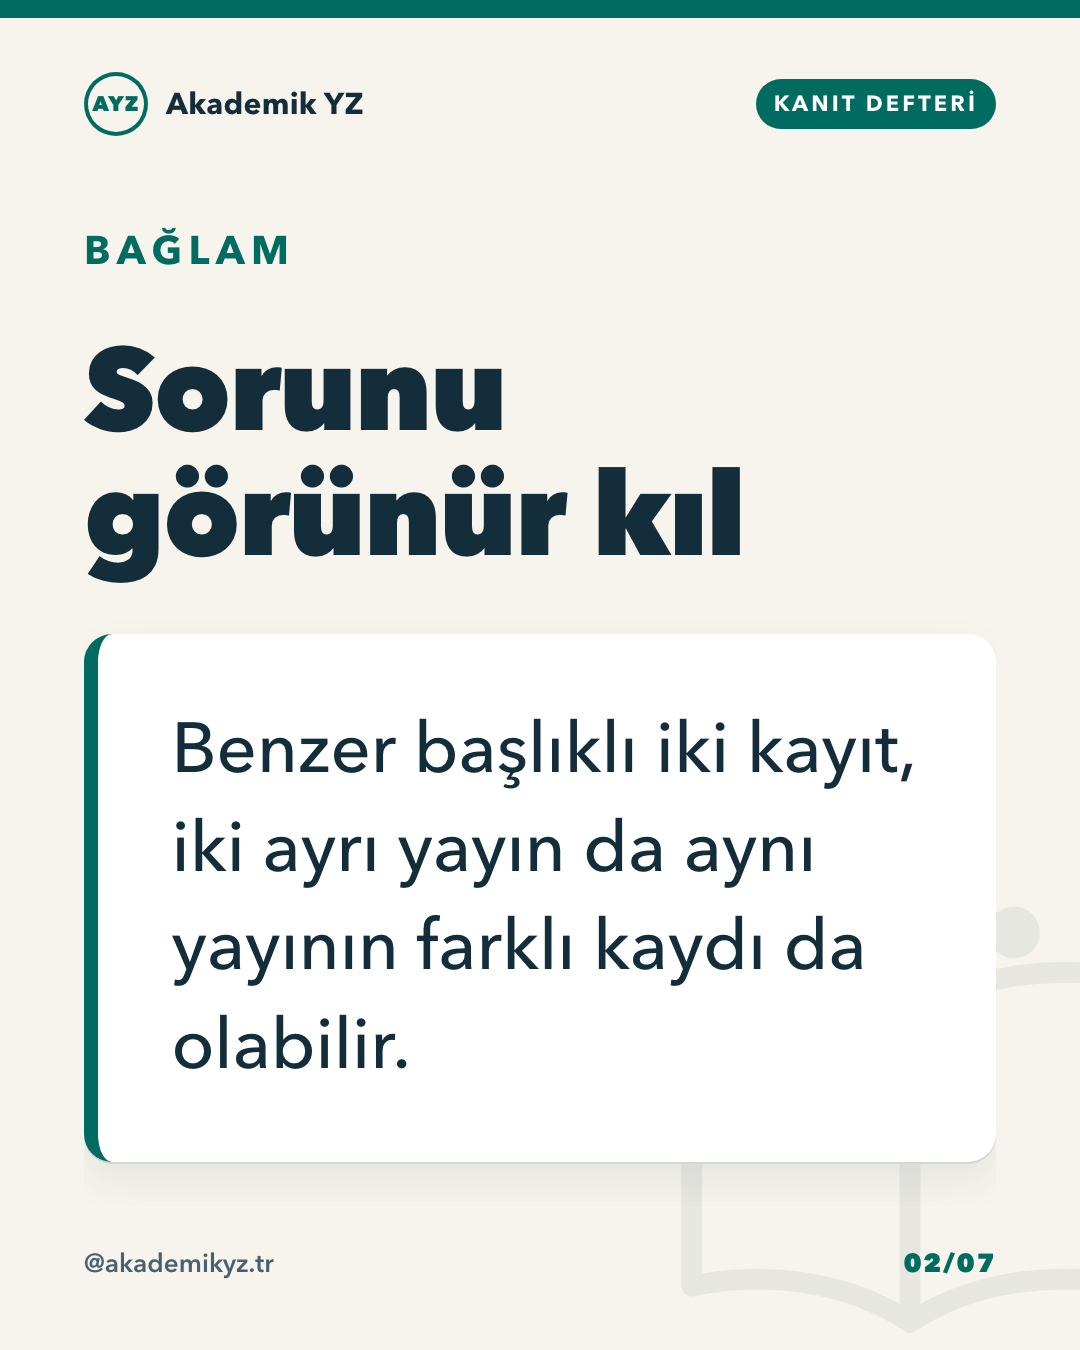 AYZ Akademik YZ
KANIT DEFTERİ
BAĞLAM
Sorunu
görünür kıl
Benzer başlıklı iki kayıt,
iki ayrı yayın da aynı
yayının farklı kaydı da
olabilir.
@akademikyz.tr
02/07